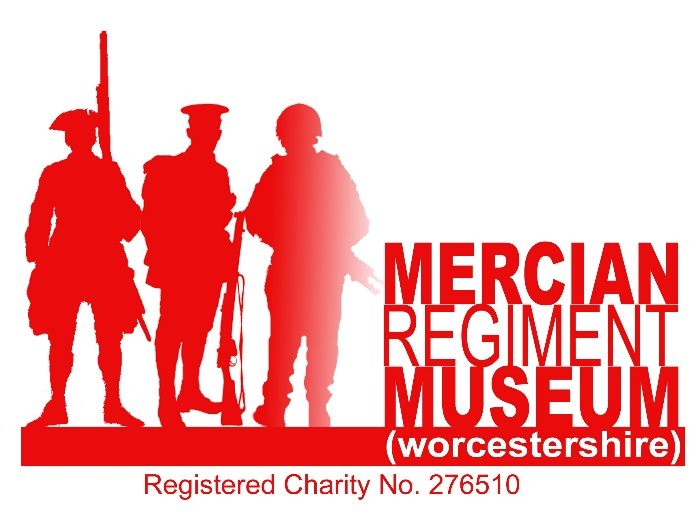 MERCIAN
REGIMENT
MUSEUM
(worcestershire)
Registered Charity No. 276510